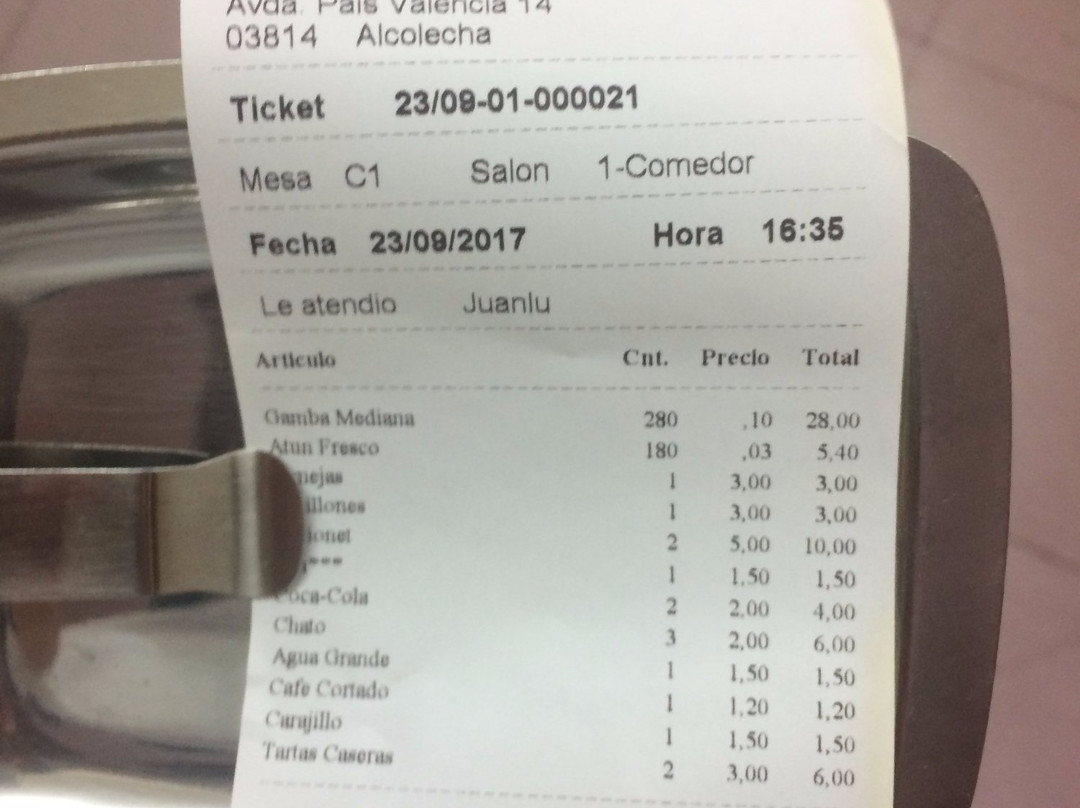 Avda. Pais Valencia 14
03814 Alcolecha
Ticket 23/09-01-000021
Mesa C1 Salon 1-Comedor
Fecha 23/09/2017 Hora 16:35
Le atendio Juanlu
Articulo Cnt. Precio Total
Gamba Mediana 280 ,10 28,00
Atun Fresco 180 ,03 5,40
nejas 1 3,00 3,00
illones 1 3,00 3,00
ionet 2 5,00 10,00
*** 1 1,50 1,50
Coca-Cola 2 2,00 4,00
Chato 3 2,00 6,00
Agua Grande 1 1,50 1,50
Cafe Cortado 1 1,20 1,20
Carajillo 1 1,50 1,50
Tartas Caseras 2 3,00 6,00